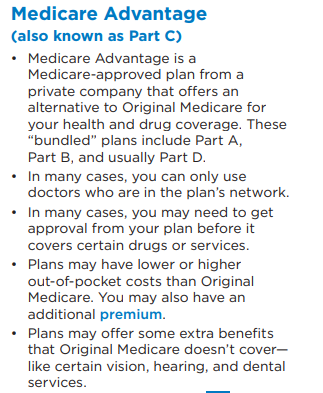 Medicare Advantage
(also known as Part C)
• Medicare Advantage is a
Medicare-approved plan from a
private company that offers an
alternative to Original Medicare for
your health and drug coverage. These
“bundled” plans include Part A,
Part B, and usually Part D.
• In many cases, you can only use
doctors who are in the plan’s network.
• In many cases, you may need to get
approval from your plan before it
covers certain drugs or services.
• Plans may have lower or higher
out-of-pocket costs than Original
Medicare. You may also have an
additional premium.
• Plans may offer some extra benefits
that Original Medicare doesn’t cover—
like certain vision, hearing, and dental
services.